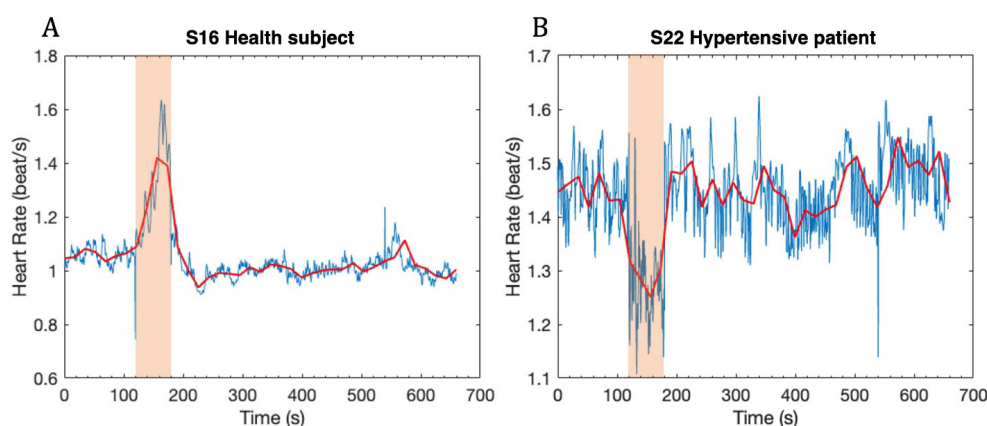 A
S16 Health subject
Heart Rate (beat/s)
1.8
1.6
1.4
1.2
1
0.8
0.6
0 100 200 300 400 500 600 700
Time (s)
B
S22 Hypertensive patient
Heart Rate (beat/s)
1.7
1.6
1.5
1.4
1.3
1.2
1.1
0 100 200 300 400 500 600 700
Time (s)